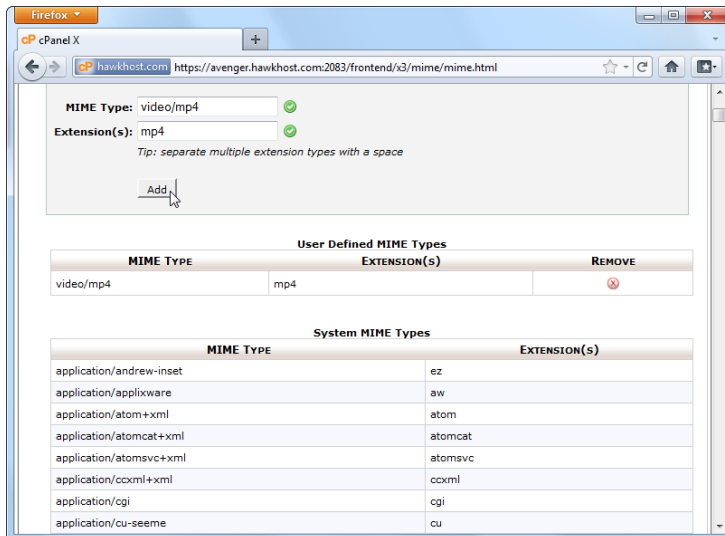 Firefox
cP cPanel X
cP hawkhost.com https://avenger.hawkhost.com:2083/frontend/x3/mime/mime.html
MIME Type: video/mp4
Extension(s): mp4
Tip: separate multiple extension types with a space
Add
User Defined MIME Types
MIME TYPE EXTENSION(S) REMOVE
video/mp4 mp4
System MIME Types
MIME TYPE EXTENSION(S)
application/andrew-inset ez
application/applixware aw
application/atom+xml atom
application/atomcat+xml atomcat
application/atomsvc+xml atomsvc
application/ccxml+xml ccxml
application/cgi cgi
application/cu-seeme cu